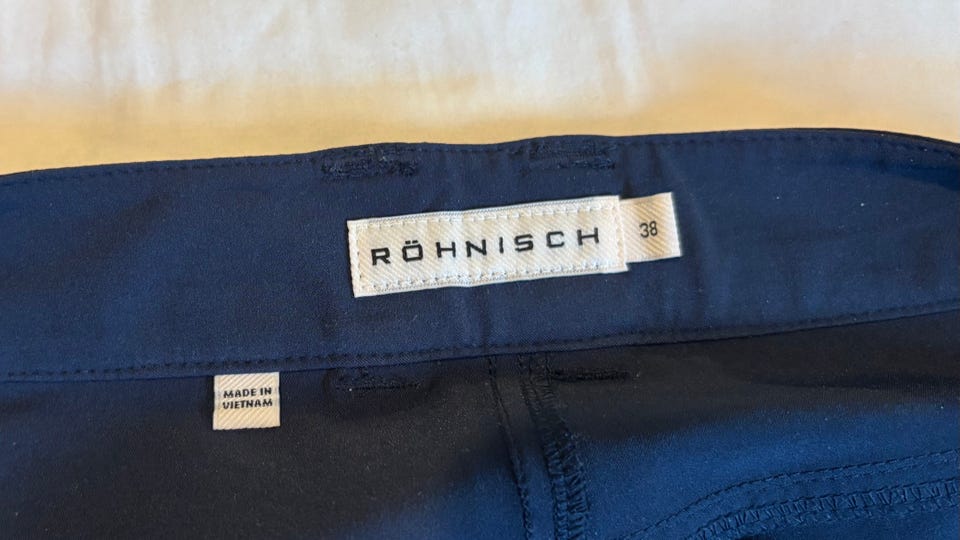 RÖHNISCH
38
MADE IN
VIETNAM